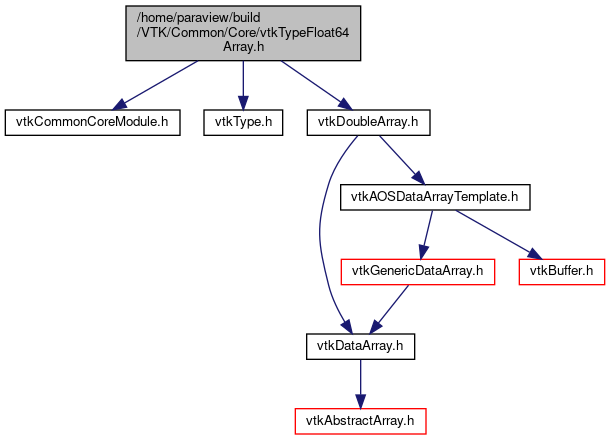 /home/paraview/build
/VTK/Common/Core/vtkTypeFloat64
Array.h
vtkCommonCoreModule.h
vtkType.h
vtkDoubleArray.h
vtkAOSDataArrayTemplate.h
vtkGenericDataArray.h
vtkBuffer.h
vtkDataArray.h
vtkAbstractArray.h